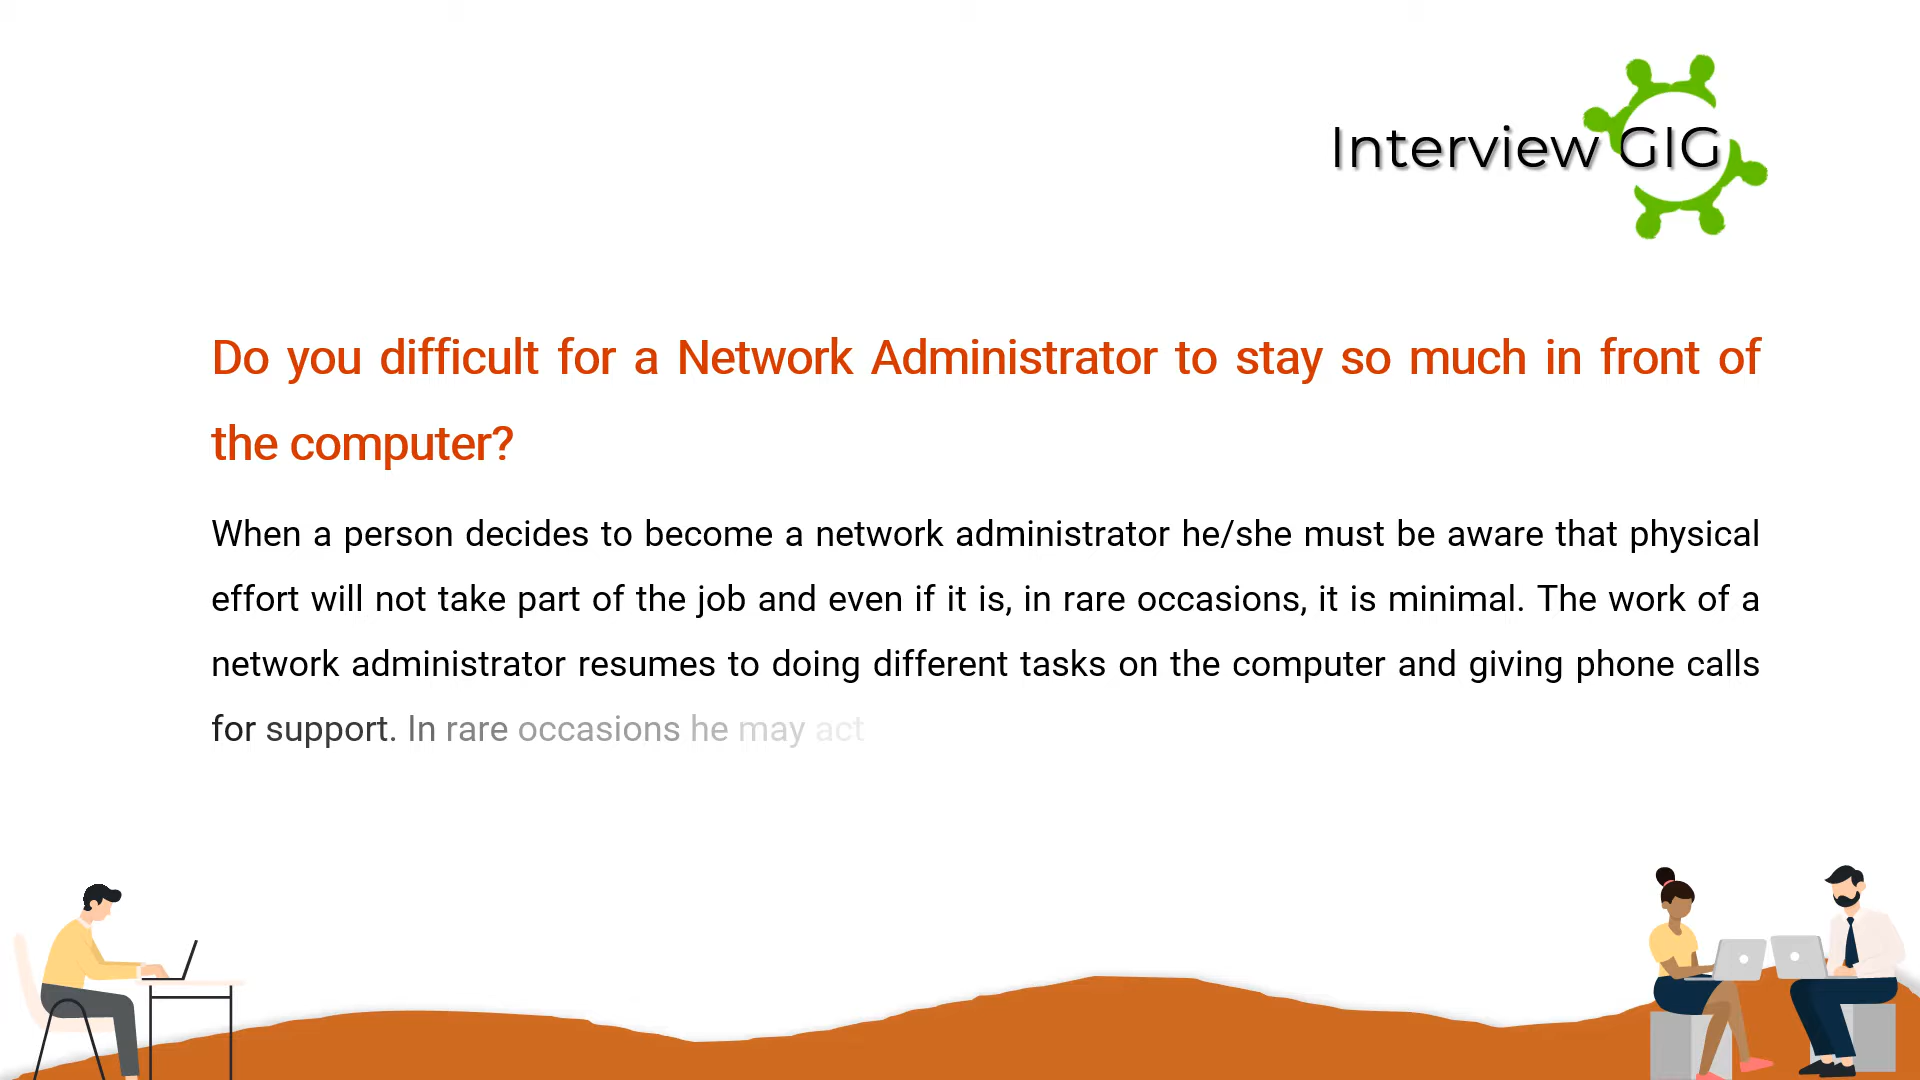 Interview GIG
Do you difficult for a Network Administrator to stay so much in front of
the computer?
When a person decides to become a network administrator he/she must be aware that physical
effort will not take part of the job and even if it is, in rare occasions, it is minimal. The work of a
network administrator resumes to doing different tasks on the computer and giving phone calls
for support. In rare occasions he may act